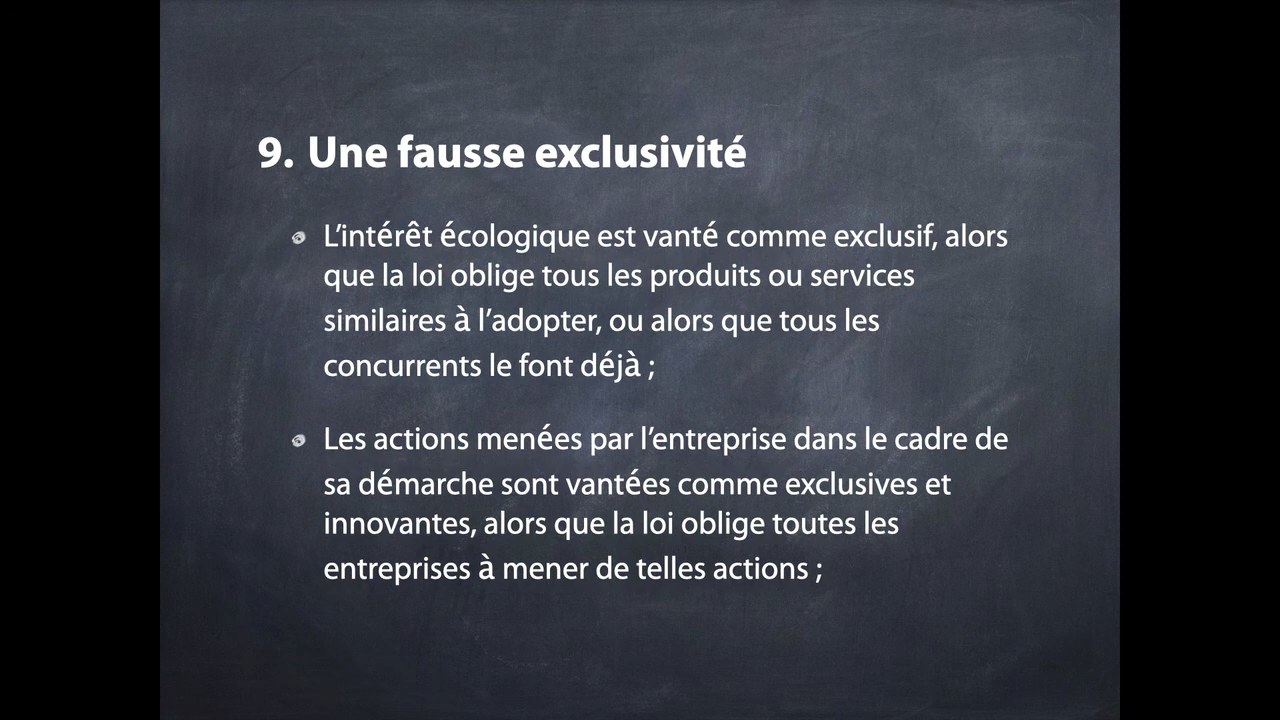 9. Une fausse exclusivité
L’intérêt écologique est vanté comme exclusif, alors
que la loi oblige tous les produits ou services
similaires à l’adopter, ou alors que tous les
concurrents le font déjà ;
Les actions menées par l’entreprise dans le cadre de
sa démarche sont vantées comme exclusives et
innovantes, alors que la loi oblige toutes les
entreprises à mener de telles actions ;